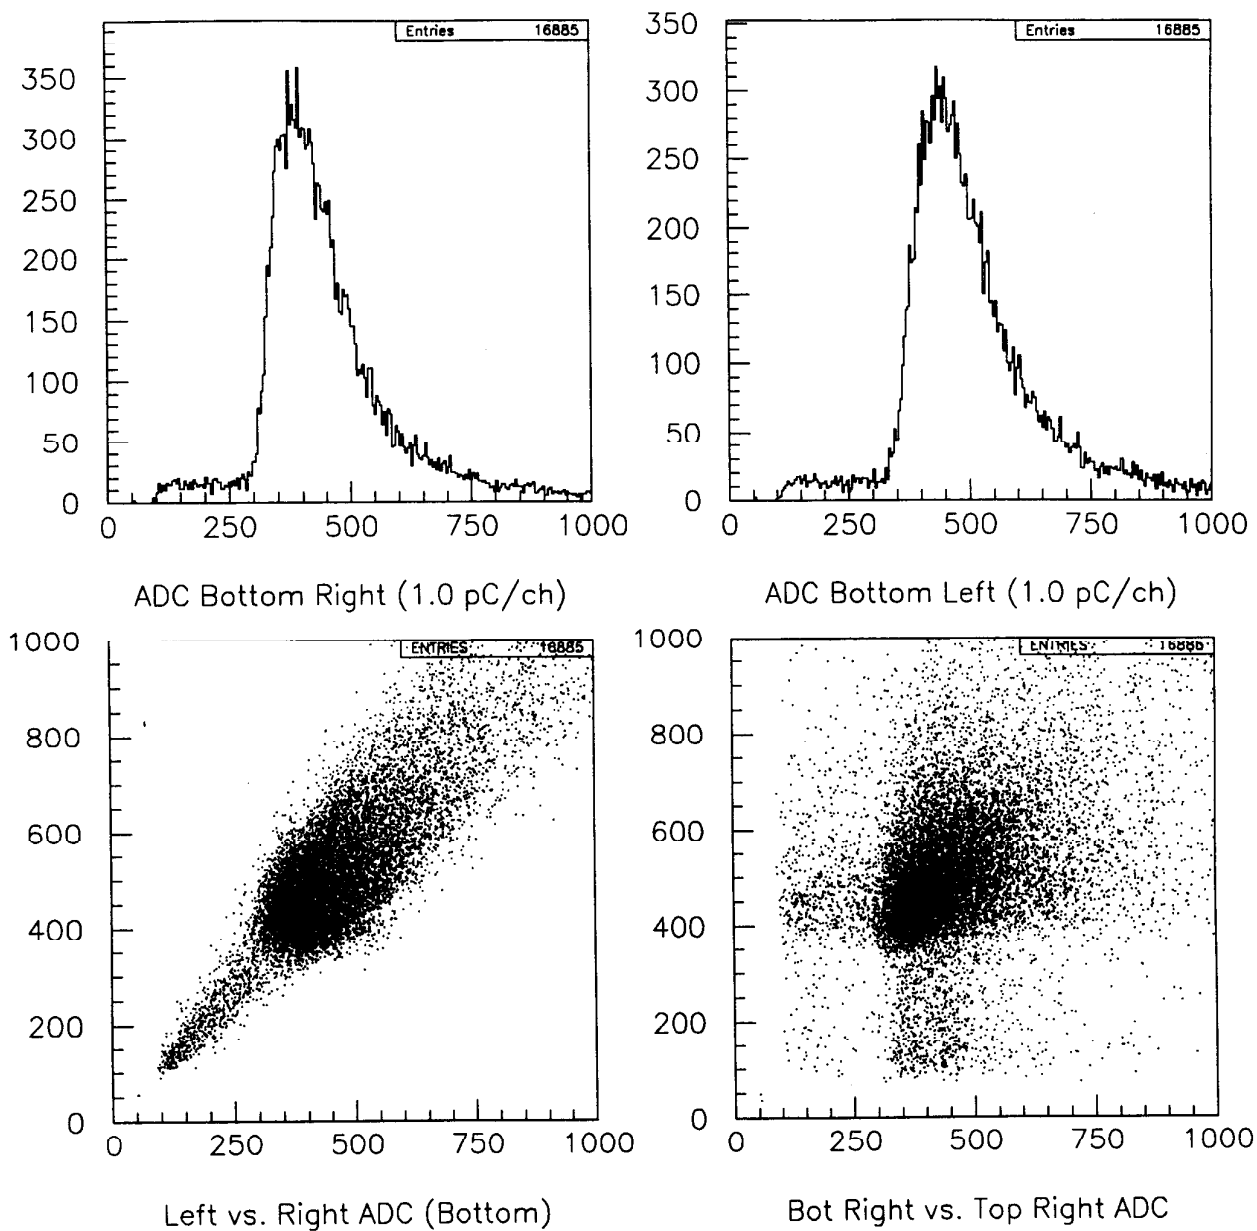 Entries 16885
350
300
250
200
150
100
50
0
0 250 500 750 1000
ADC Bottom Right (1.0 pC/ch)
Entries 16885
350
300
250
200
150
100
50
0
0 250 500 750 1000
ADC Bottom Left (1.0 pC/ch)
ENTRIES 16885
1000
800
600
400
200
0
0 250 500 750 1000
Left vs. Right ADC (Bottom)
ENTRIES
1000
800
600
400
200
0
0 250 500 750 1000
Bot Right vs. Top Right ADC